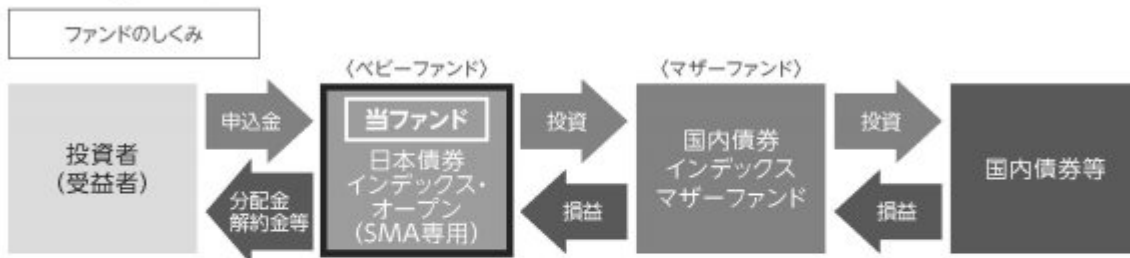 ファンドのしくみ
〈ベビーファンド〉
〈マザーファンド〉
投資者
（受益者）
申込金
分配金
解約金等
当ファンド
日本債券
インデックス・
オープン
（SMA専用）
投資
損益
国内債券
インデックス
マザーファンド
投資
損益
国内債券等